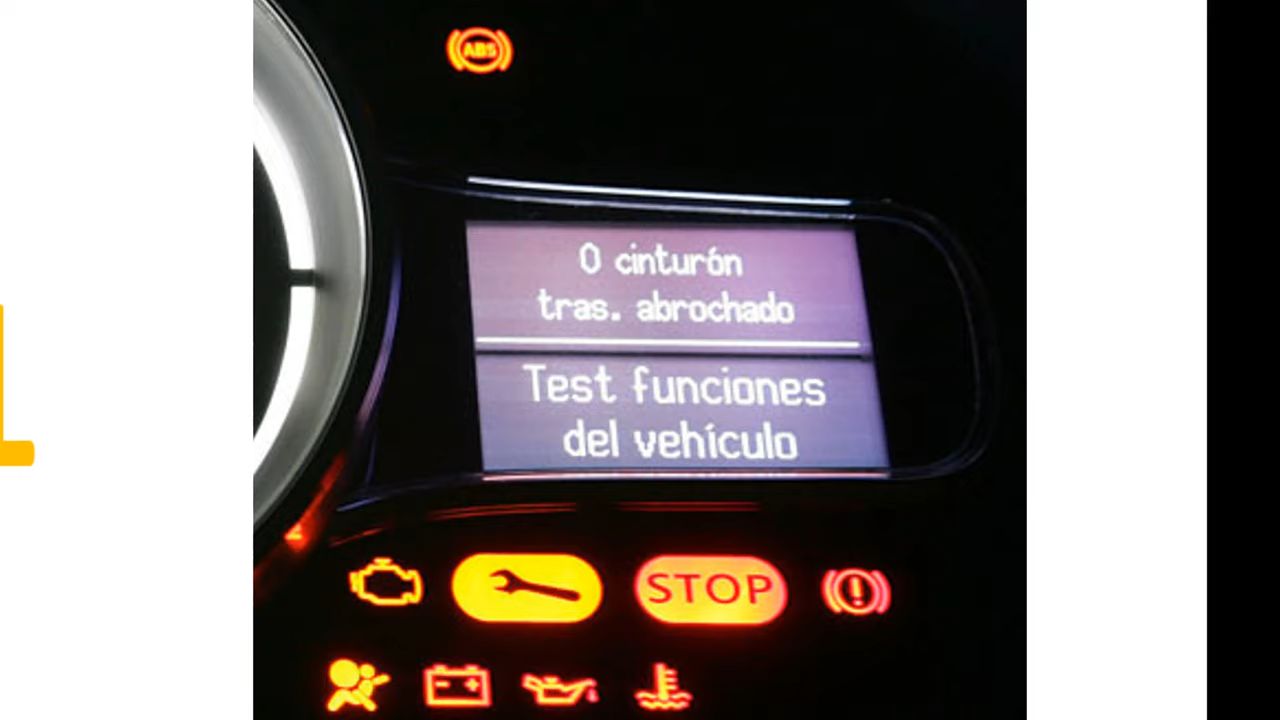 ABS
0 cinturón
tras. abrochado
Test funciones
del vehículo
STOP